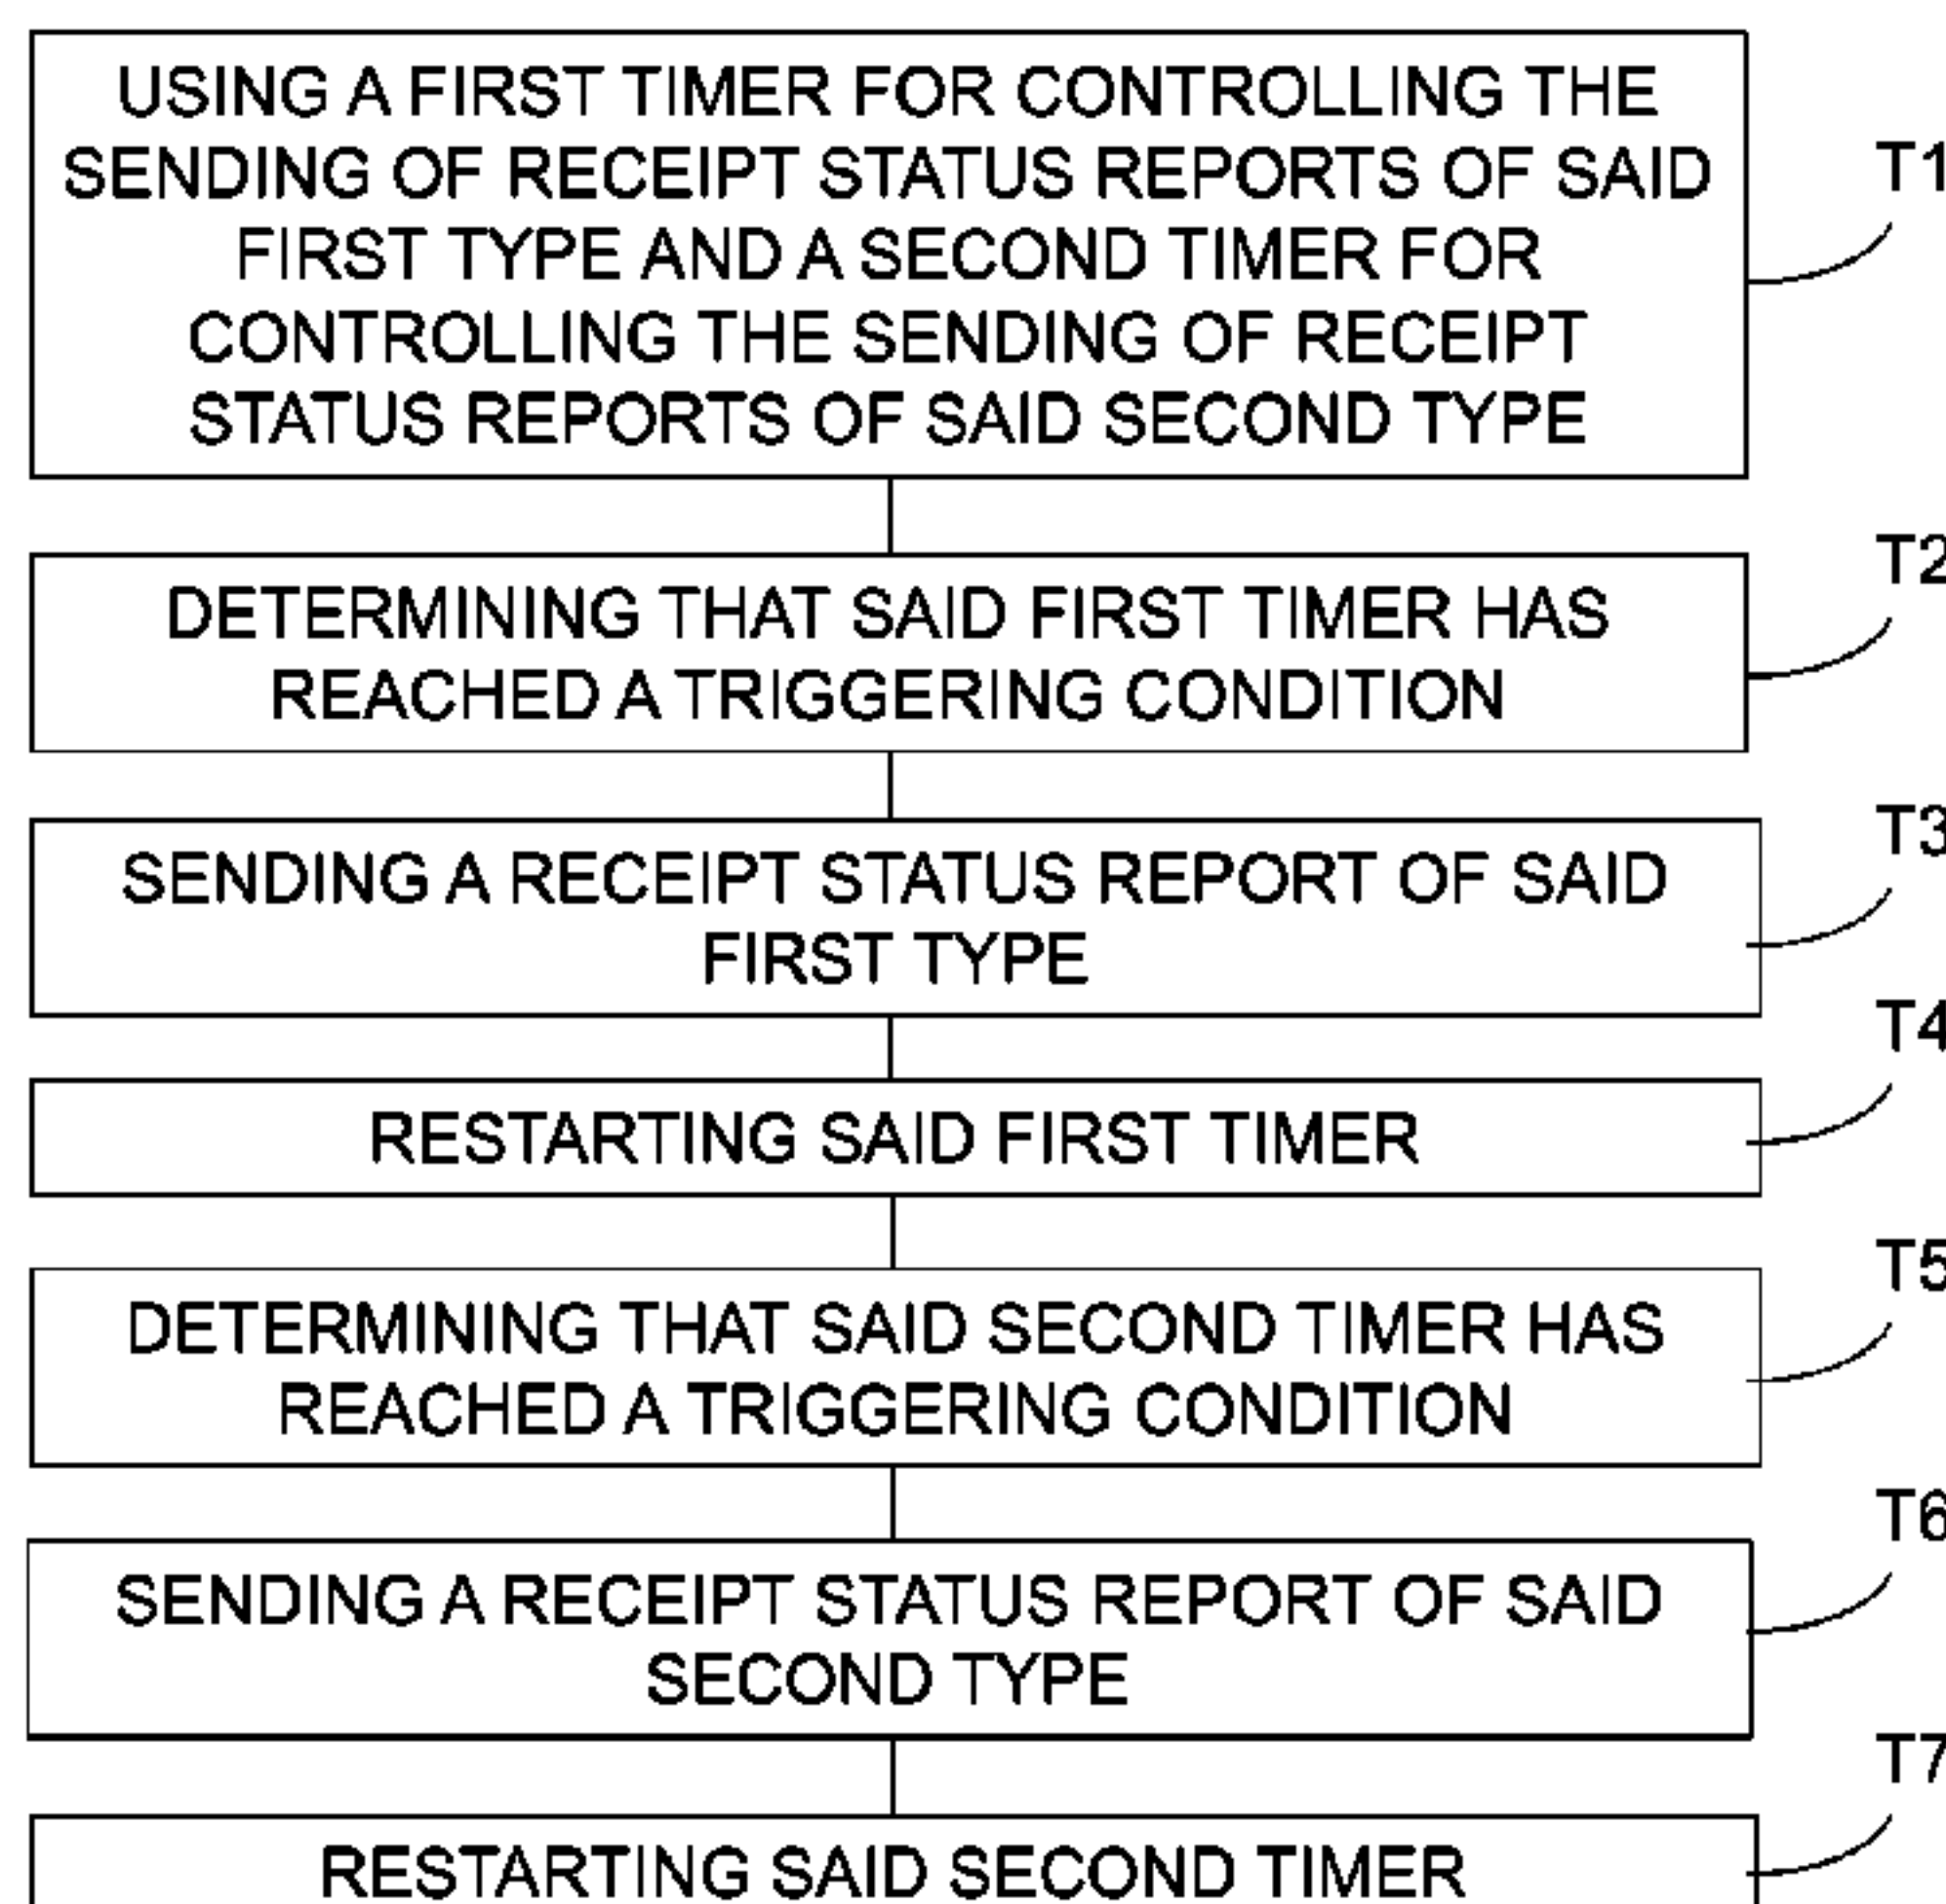 USING A FIRST TIMER FOR CONTROLLING THE
SENDING OF RECEIPT STATUS REPORTS OF SAID
FIRST TYPE AND A SECOND TIMER FOR
CONTROLLING THE SENDING OF RECEIPT
STATUS REPORTS OF SAID SECOND TYPE
T1
DETERMINING THAT SAID FIRST TIMER HAS
REACHED A TRIGGERING CONDITION
T2
SENDING A RECEIPT STATUS REPORT OF SAID
FIRST TYPE
T3
RESTARTING SAID FIRST TIMER
T4
DETERMINING THAT SAID SECOND TIMER HAS
REACHED A TRIGGERING CONDITION
T5
SENDING A RECEIPT STATUS REPORT OF SAID
SECOND TYPE
T6
RESTARTING SAID SECOND TIMER
T7